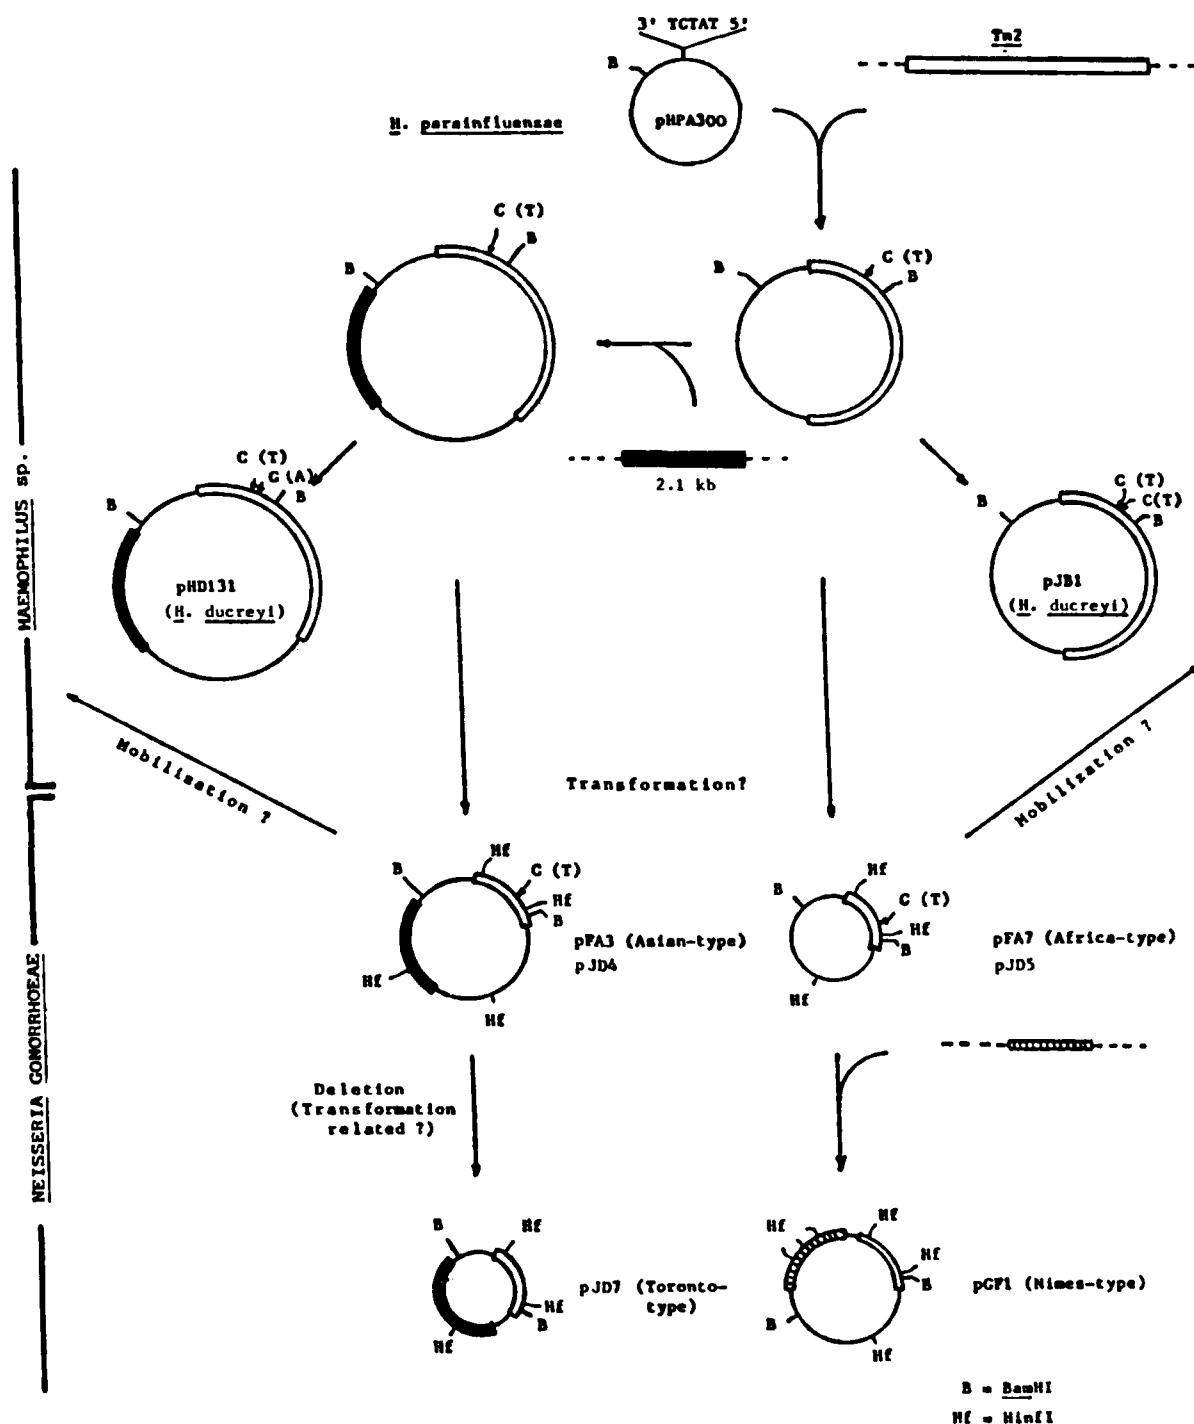 3' TCTAT 5'
Tn2
B
pHPA300
H. parainfluenzae
C (T)
B
B
C (T)
B
B
2.1 kb
C (T)
G(A)
B
B
pHD131
(H. ducreyi)
C (T)
C(T)
B
B
pJB1
(H. ducreyi)
HAEMOPHILUS sp.
Mobilization ?
Transformation?
Mobilization ?
Hf
C (T)
B
Hf
B
pFA3 (Asian-type)
pJD4
Hf
Hf
Hf
B
C (T)
Hf
B
pFA7 (Africa-type)
pJD5
Hf
NEISSERIA GONORRHOEAE
Deletion
(Transformation
related ?)
B
Hf
pJD7 (Toronto-
type)
Hf
B
Hf
Hf
Hf
Hf
B
pGF1 (Nimes-type)
B
Hf
B = BamHI
Hf = HinfI